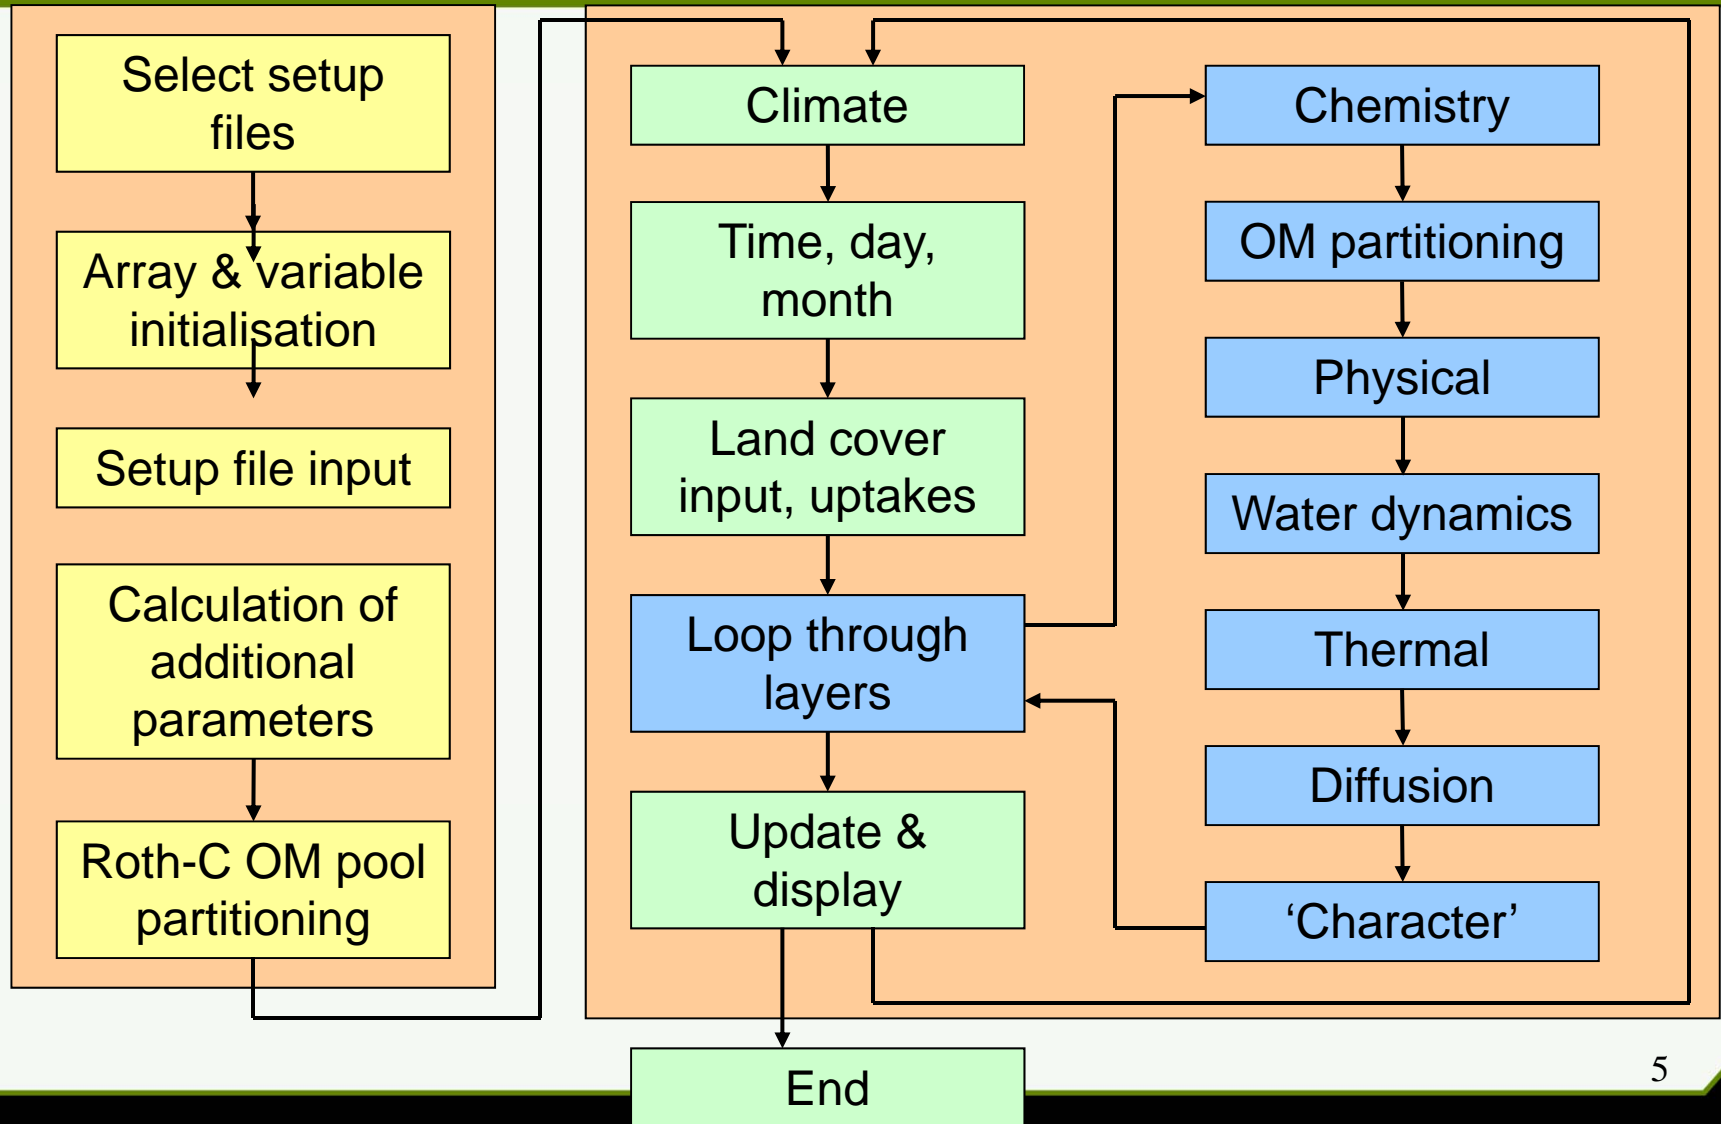 Select setup
files
Array & variable
initialisation
Setup file input
Calculation of
additional
parameters
Roth-C OM pool
partitioning
Climate
Time, day,
month
Land cover
input, uptakes
Loop through
layers
Update &
display
End
Chemistry
OM partitioning
Physical
Water dynamics
Thermal
Diffusion
‘Character’
5